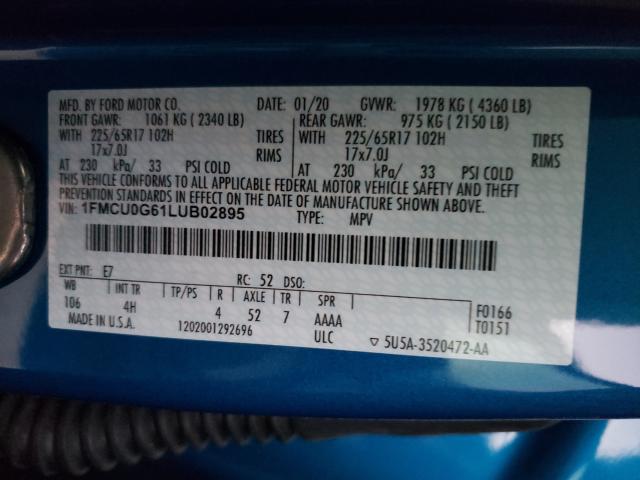 MFD. BY FORD MOTOR CO. DATE: 01/20 GVWR: 1978 KG ( 4360 LB)
FRONT GAWR: 1061 KG ( 2340 LB) REAR GAWR: 975 KG ( 2150 LB)
WITH 225/65R17 102H TIRES WITH 225/65R17 102H TIRES
17x7.0J RIMS 17x7.0J RIMS
AT 230 kPa/ 33 PSI COLD AT 230 kPa/ 33 PSI COLD
THIS VEHICLE CONFORMS TO ALL APPLICABLE FEDERAL MOTOR VEHICLE SAFETY AND THEFT
PREVENTION STANDARDS IN EFFECT ON THE DATE OF MANUFACTURE SHOWN ABOVE.
VIN: 1FMCU0G61LUB02895 TYPE: MPV
EXT PNT: E7 RC: 52 DSO:
WB INT TR TP/PS R AXLE TR SPR F0166
106 4H 4 52 7 AAAA T0151
MADE IN U.S.A. 1202001292696 ULC ▽ 5U5A-3520472-AA